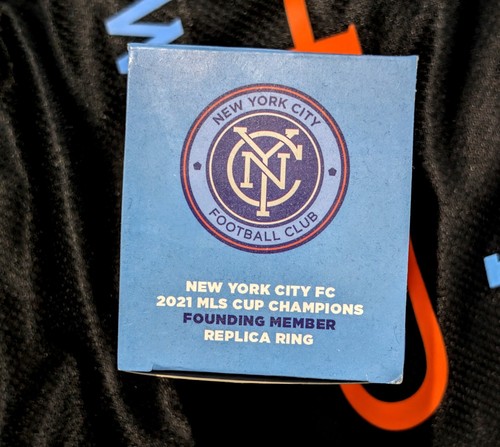 NEW YORK CITY
NYC
FOOTBALL CLUB
NEW YORK CITY FC
2021 MLS CUP CHAMPIONS
FOUNDING MEMBER
REPLICA RING